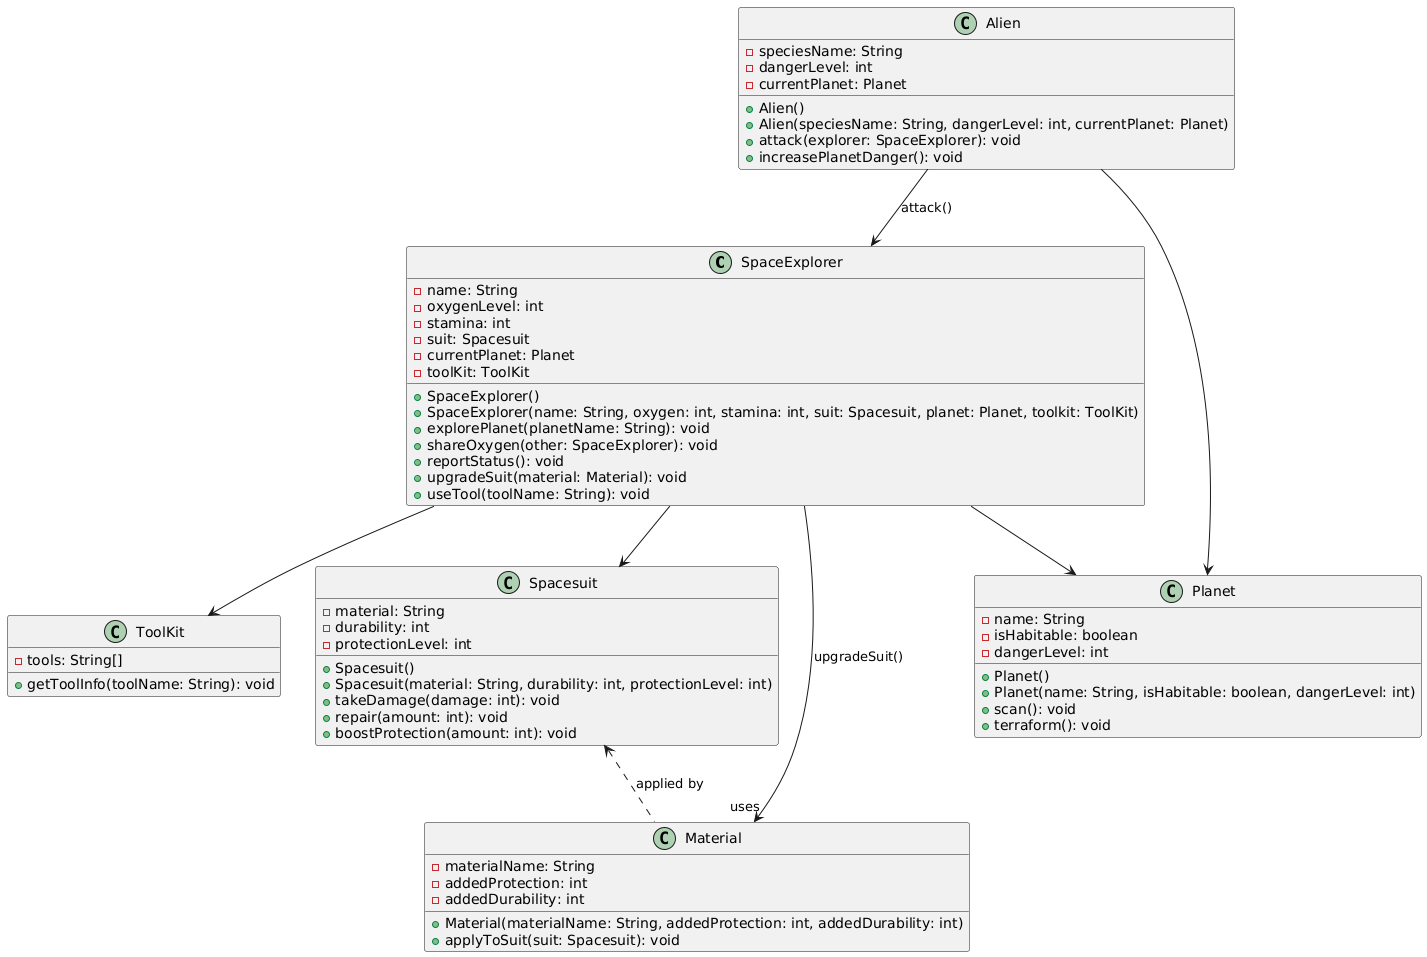 C Alien
speciesName: String
dangerLevel: int
currentPlanet: Planet
Alien()
Alien(speciesName: String, dangerLevel: int, currentPlanet: Planet)
attack(explorer: SpaceExplorer): void
increasePlanetDanger(): void
attack()
C SpaceExplorer
name: String
oxygenLevel: int
stamina: int
suit: Spacesuit
currentPlanet: Planet
toolKit: ToolKit
SpaceExplorer()
SpaceExplorer(name: String, oxygen: int, stamina: int, suit: Spacesuit, planet: Planet, toolkit: ToolKit)
explorePlanet(planetName: String): void
shareOxygen(other: SpaceExplorer): void
reportStatus(): void
upgradeSuit(material: Material): void
useTool(toolName: String): void
C ToolKit
tools: String[]
getToolInfo(toolName: String): void
C Spacesuit
material: String
durability: int
protectionLevel: int
Spacesuit()
Spacesuit(material: String, durability: int, protectionLevel: int)
takeDamage(damage: int): void
repair(amount: int): void
boostProtection(amount: int): void
upgradeSuit()
C Planet
name: String
isHabitable: boolean
dangerLevel: int
Planet()
Planet(name: String, isHabitable: boolean, dangerLevel: int)
scan(): void
terraform(): void
applied by
uses
C Material
materialName: String
addedProtection: int
addedDurability: int
Material(materialName: String, addedProtection: int, addedDurability: int)
applyToSuit(suit: Spacesuit): void